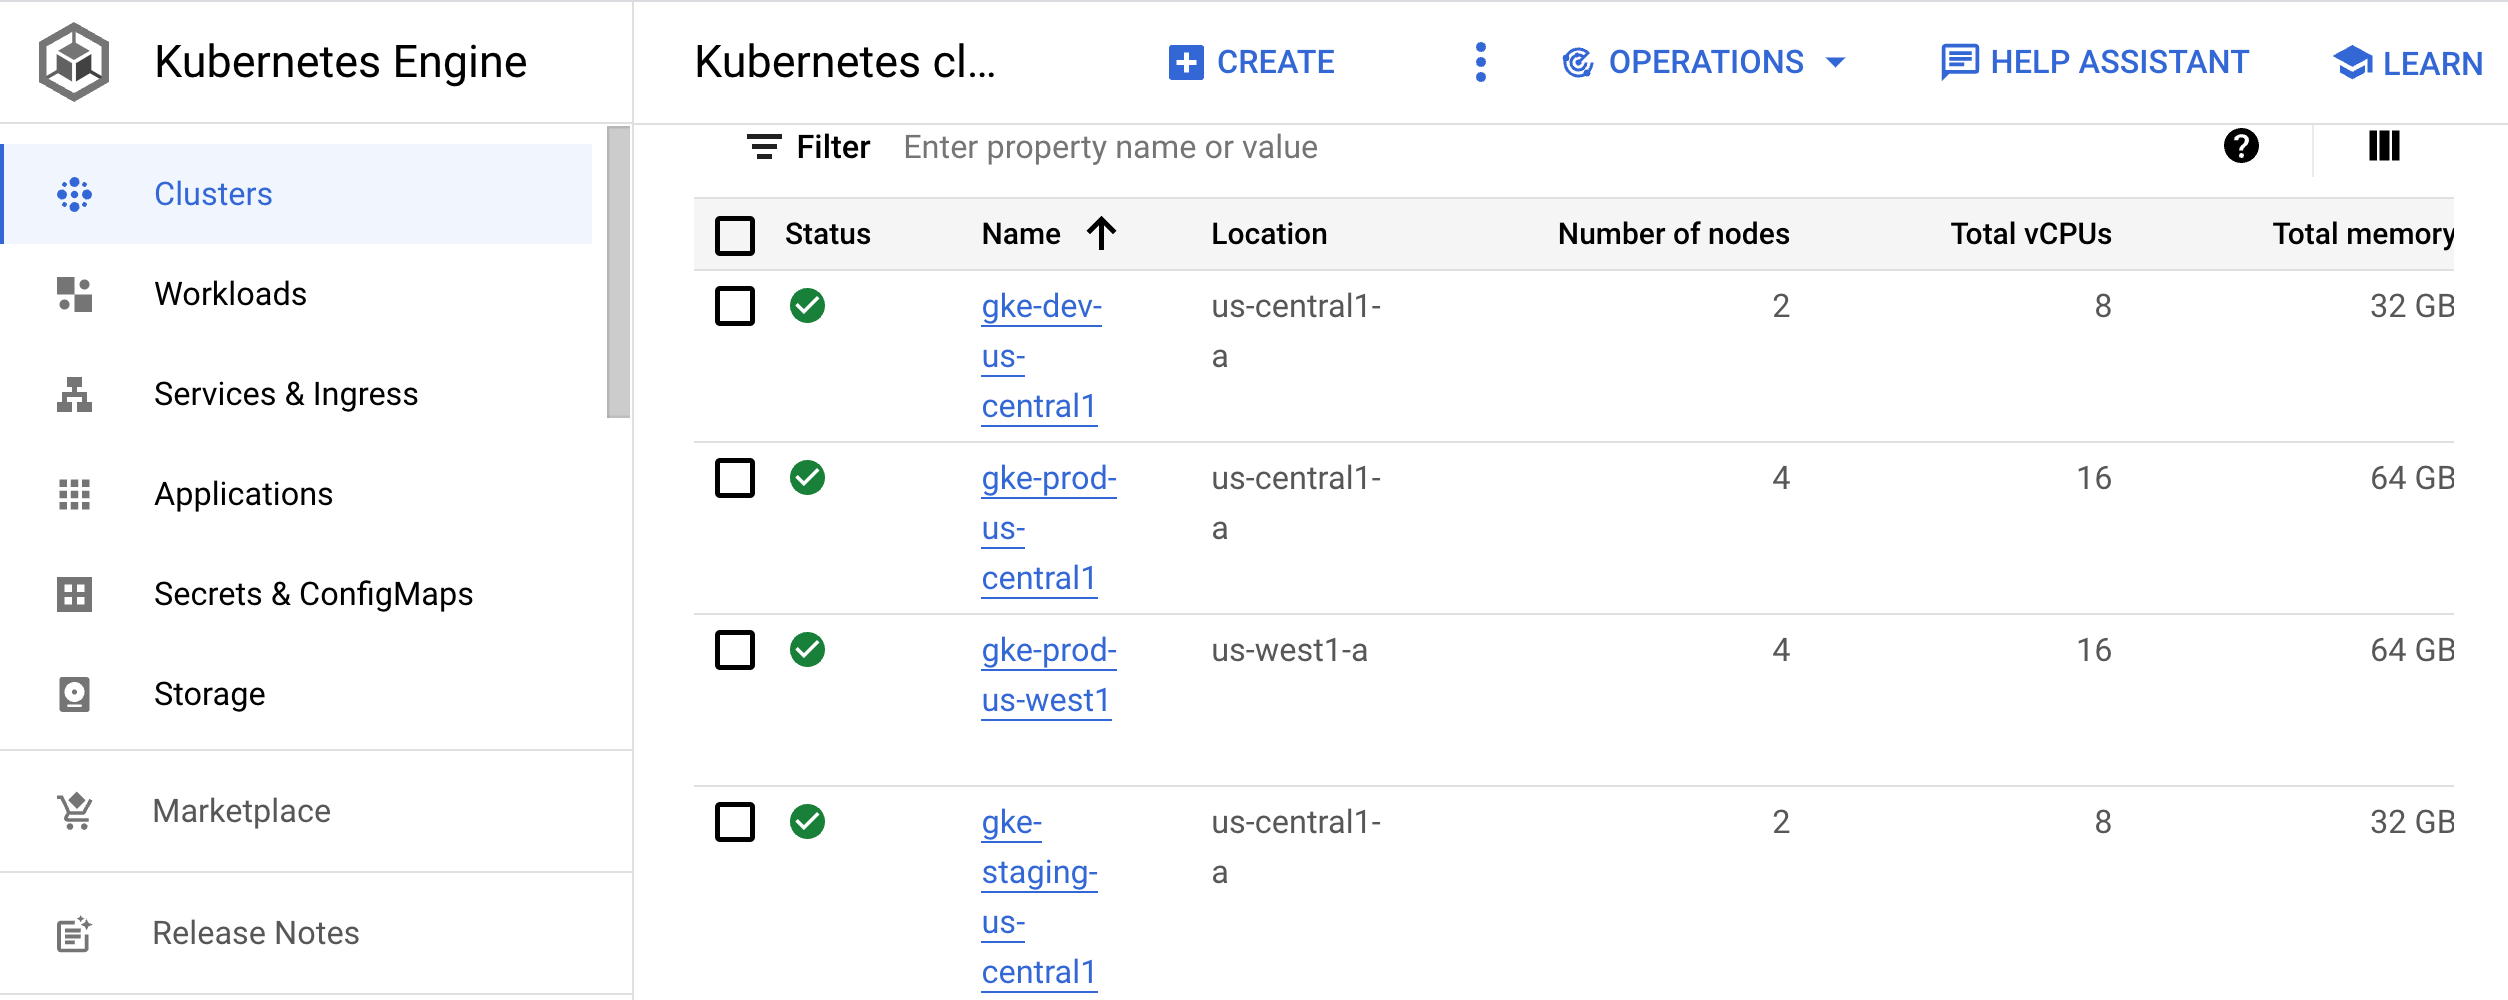 Kubernetes Engine
Kubernetes cl...
CREATE
OPERATIONS
HELP ASSISTANT
LEARN
Clusters
Workloads
Services & Ingress
Applications
Secrets & ConfigMaps
Storage
Marketplace
Release Notes
Filter Enter property name or value
Status Name Location Number of nodes Total vCPUs Total memory
gke-dev- us-central1- 2 8 32 GB
us- a
central1
gke-prod- us-central1- 4 16 64 GB
us- a
central1
gke-prod- us-west1-a 4 16 64 GB
us-west1
gke- us-central1- 2 8 32 GB
staging- a
us-
central1